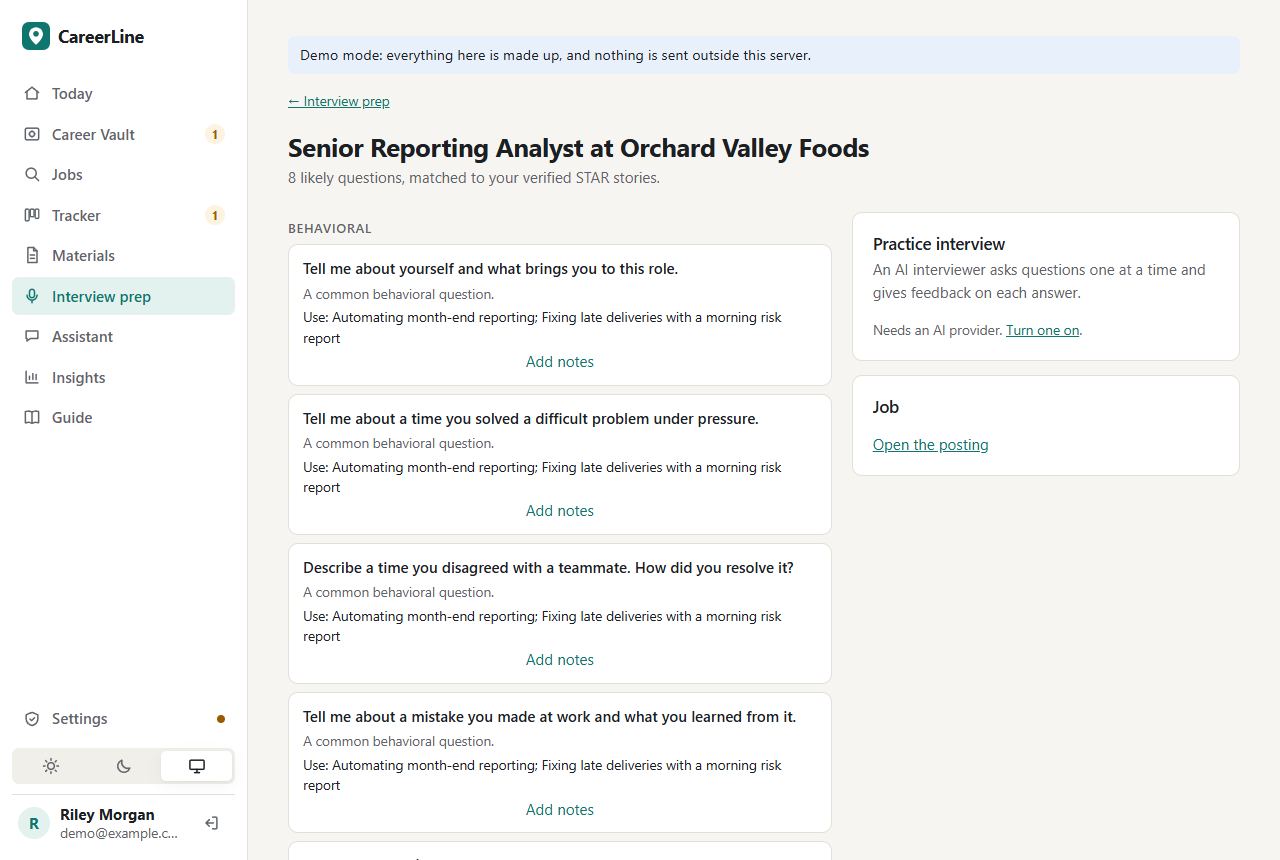 CareerLine
Today
Career Vault 1
Jobs
Tracker 1
Materials
Interview prep
Assistant
Insights
Guide
Settings
R
Riley Morgan
demo@example.c...
Demo mode: everything here is made up, and nothing is sent outside this server.
← Interview prep
Senior Reporting Analyst at Orchard Valley Foods
8 likely questions, matched to your verified STAR stories.
BEHAVIORAL
Tell me about yourself and what brings you to this role.
A common behavioral question.
Use: Automating month-end reporting; Fixing late deliveries with a morning risk
report
Add notes
Tell me about a time you solved a difficult problem under pressure.
A common behavioral question.
Use: Automating month-end reporting; Fixing late deliveries with a morning risk
report
Add notes
Describe a time you disagreed with a teammate. How did you resolve it?
A common behavioral question.
Use: Automating month-end reporting; Fixing late deliveries with a morning risk
report
Add notes
Tell me about a mistake you made at work and what you learned from it.
A common behavioral question.
Use: Automating month-end reporting; Fixing late deliveries with a morning risk
report
Add notes
Practice interview
An AI interviewer asks questions one at a time and
gives feedback on each answer.
Needs an AI provider. Turn one on.
Job
Open the posting